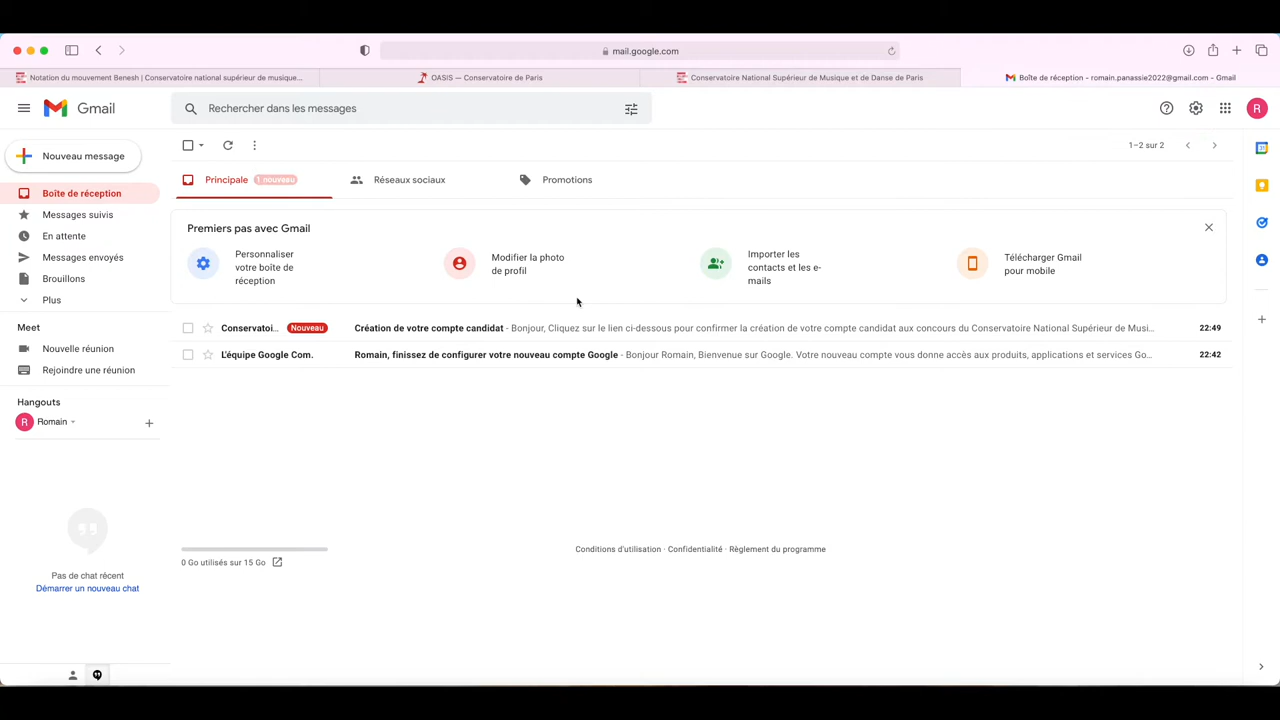 mail.google.com
Notation du mouvement Benesh | Conservatoire national supérieur de musique...
OASIS — Conservatoire de Paris
Conservatoire National Supérieur de Musique et de Danse de Paris
Boîte de réception - romain.panassie2022@gmail.com - Gmail
Gmail
Rechercher dans les messages
R
Nouveau message
1–2 sur 2
Boîte de réception
Messages suivis
En attente
Messages envoyés
Brouillons
Plus
Meet
Nouvelle réunion
Rejoindre une réunion
Hangouts
R Romain
Pas de chat récent
Démarrer un nouveau chat
Principale 1 nouveau
Réseaux sociaux
Promotions
Premiers pas avec Gmail
Personnaliser
votre boîte de
réception
Modifier la photo
de profil
Importer les
contacts et les e-
mails
Télécharger Gmail
pour mobile
Conservatoi. Nouveau Création de votre compte candidat - Bonjour, Cliquez sur le lien ci-dessous pour confirmer la création de votre compte candidat aux concours du Conservatoire National Supérieur de Musi... 22:49
L'équipe Google Com. Romain, finissez de configurer votre nouveau compte Google - Bonjour Romain, Bienvenue sur Google. Votre nouveau compte vous donne accès aux produits, applications et services Go... 22:42
0 Go utilisés sur 15 Go
Conditions d'utilisation · Confidentialité · Règlement du programme